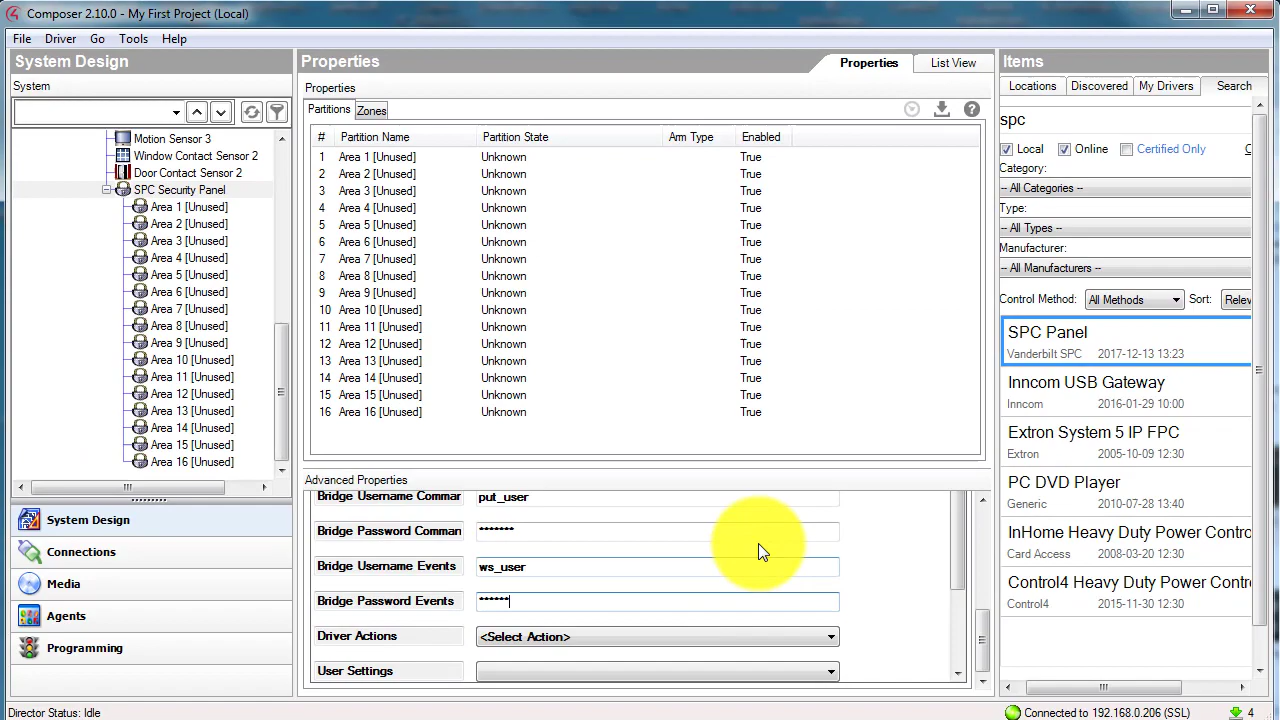 Composer 2.10.0 - My First Project (Local)
File Driver Go Tools Help
System Design
System
Motion Sensor 3
Window Contact Sensor 2
Door Contact Sensor 2
SPC Security Panel
Area 1 [Unused]
Area 2 [Unused]
Area 3 [Unused]
Area 4 [Unused]
Area 5 [Unused]
Area 6 [Unused]
Area 7 [Unused]
Area 8 [Unused]
Area 9 [Unused]
Area 10 [Unused]
Area 11 [Unused]
Area 12 [Unused]
Area 13 [Unused]
Area 14 [Unused]
Area 15 [Unused]
Area 16 [Unused]
System Design
Connections
Media
Agents
Programming
Properties
Properties List View
Properties
Partitions Zones
# Partition Name Partition State Arm Type Enabled
1 Area 1 [Unused] Unknown True
2 Area 2 [Unused] Unknown True
3 Area 3 [Unused] Unknown True
4 Area 4 [Unused] Unknown True
5 Area 5 [Unused] Unknown True
6 Area 6 [Unused] Unknown True
7 Area 7 [Unused] Unknown True
8 Area 8 [Unused] Unknown True
9 Area 9 [Unused] Unknown True
10 Area 10 [Unused] Unknown True
11 Area 11 [Unused] Unknown True
12 Area 12 [Unused] Unknown True
13 Area 13 [Unused] Unknown True
14 Area 14 [Unused] Unknown True
15 Area 15 [Unused] Unknown True
16 Area 16 [Unused] Unknown True
Advanced Properties
Bridge Username Commar put_user
Bridge Password Comman *******
Bridge Username Events ws_user
Bridge Password Events ******
Driver Actions <Select Action>
User Settings
Items
Locations Discovered My Drivers Search
spc
Local Online Certified Only C
Category:
-- All Categories --
Type:
-- All Types --
Manufacturer:
-- All Manufacturers --
Control Method: All Methods Sort: Relev
SPC Panel
Vanderbilt SPC 2017-12-13 13:23
Inncom USB Gateway
Inncom 2016-01-29 10:00
Extron System 5 IP FPC
Extron 2005-10-09 12:30
PC DVD Player
Generic 2010-07-28 13:40
InHome Heavy Duty Power Contro
Card Access 2008-03-20 12:30
Control4 Heavy Duty Power Contro
Control4 2015-11-30 12:30
Director Status: Idle
Connected to 192.168.0.206 (SSL) 4